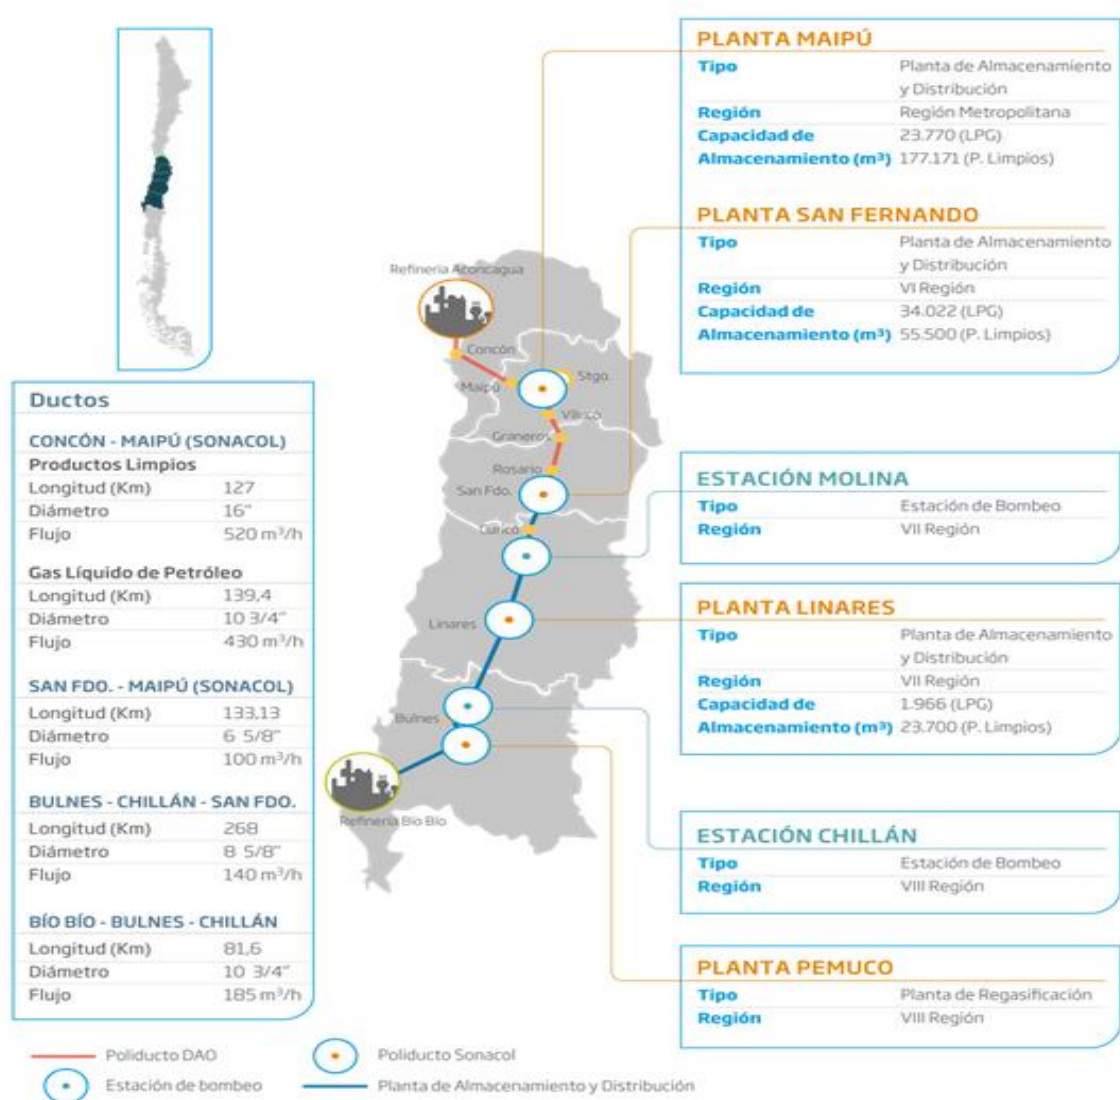 PLANTA MAIPÚ
Tipo Planta de Almacenamiento
y Distribución
Región Región Metropolitana
Capacidad de 23.770 (LPG)
Almacenamiento (m³) 177.171 (P. Limpios)
PLANTA SAN FERNANDO
Tipo Planta de Almacenamiento
y Distribución
Región VI Región
Capacidad de 34.022 (LPG)
Almacenamiento (m³) 55.500 (P. Limpios)
Refinería Aconcagua
Concón
Stgo.
Maipú
Graneros
Rosario
San Fdo.
Curicó
Linares
Bulnes
Refinería Bío Bío
Ductos
CONCÓN - MAIPÚ (SONACOL)
Productos Limpios
Longitud (Km) 127
Diámetro 16"
Flujo 520 m³/h
Gas Líquido de Petróleo
Longitud (Km) 139,4
Diámetro 10 3/4"
Flujo 430 m³/h
SAN FDO. - MAIPÚ (SONACOL)
Longitud (Km) 133,13
Diámetro 6 5/8"
Flujo 100 m³/h
BULNES - CHILLÁN - SAN FDO.
Longitud (Km) 268
Diámetro 8 5/8"
Flujo 140 m³/h
BÍO BÍO - BULNES - CHILLÁN
Longitud (Km) 81,6
Diámetro 10 3/4"
Flujo 185 m³/h
ESTACIÓN MOLINA
Tipo Estación de Bombeo
Región VII Región
PLANTA LINARES
Tipo Planta de Almacenamiento
y Distribución
Región VII Región
Capacidad de 1.966 (LPG)
Almacenamiento (m³) 23.700 (P. Limpios)
ESTACIÓN CHILLÁN
Tipo Estación de Bombeo
Región VIII Región
PLANTA PEMUCO
Tipo Planta de Regasificación
Región VIII Región
Poliducto DAO
Poliducto Sonacol
Estación de bombeo
Planta de Almacenamiento y Distribución